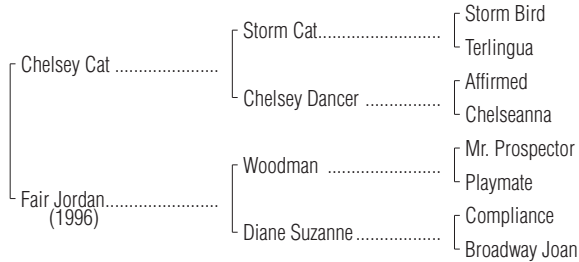 Storm Bird
Storm Cat
Terlingua
Chelsey Cat
Affirmed
Chelsey Dancer
Chelseanna
Mr. Prospector
Woodman
Playmate
Fair Jordan
(1996)
Compliance
Diane Suzanne
Broadway Joan